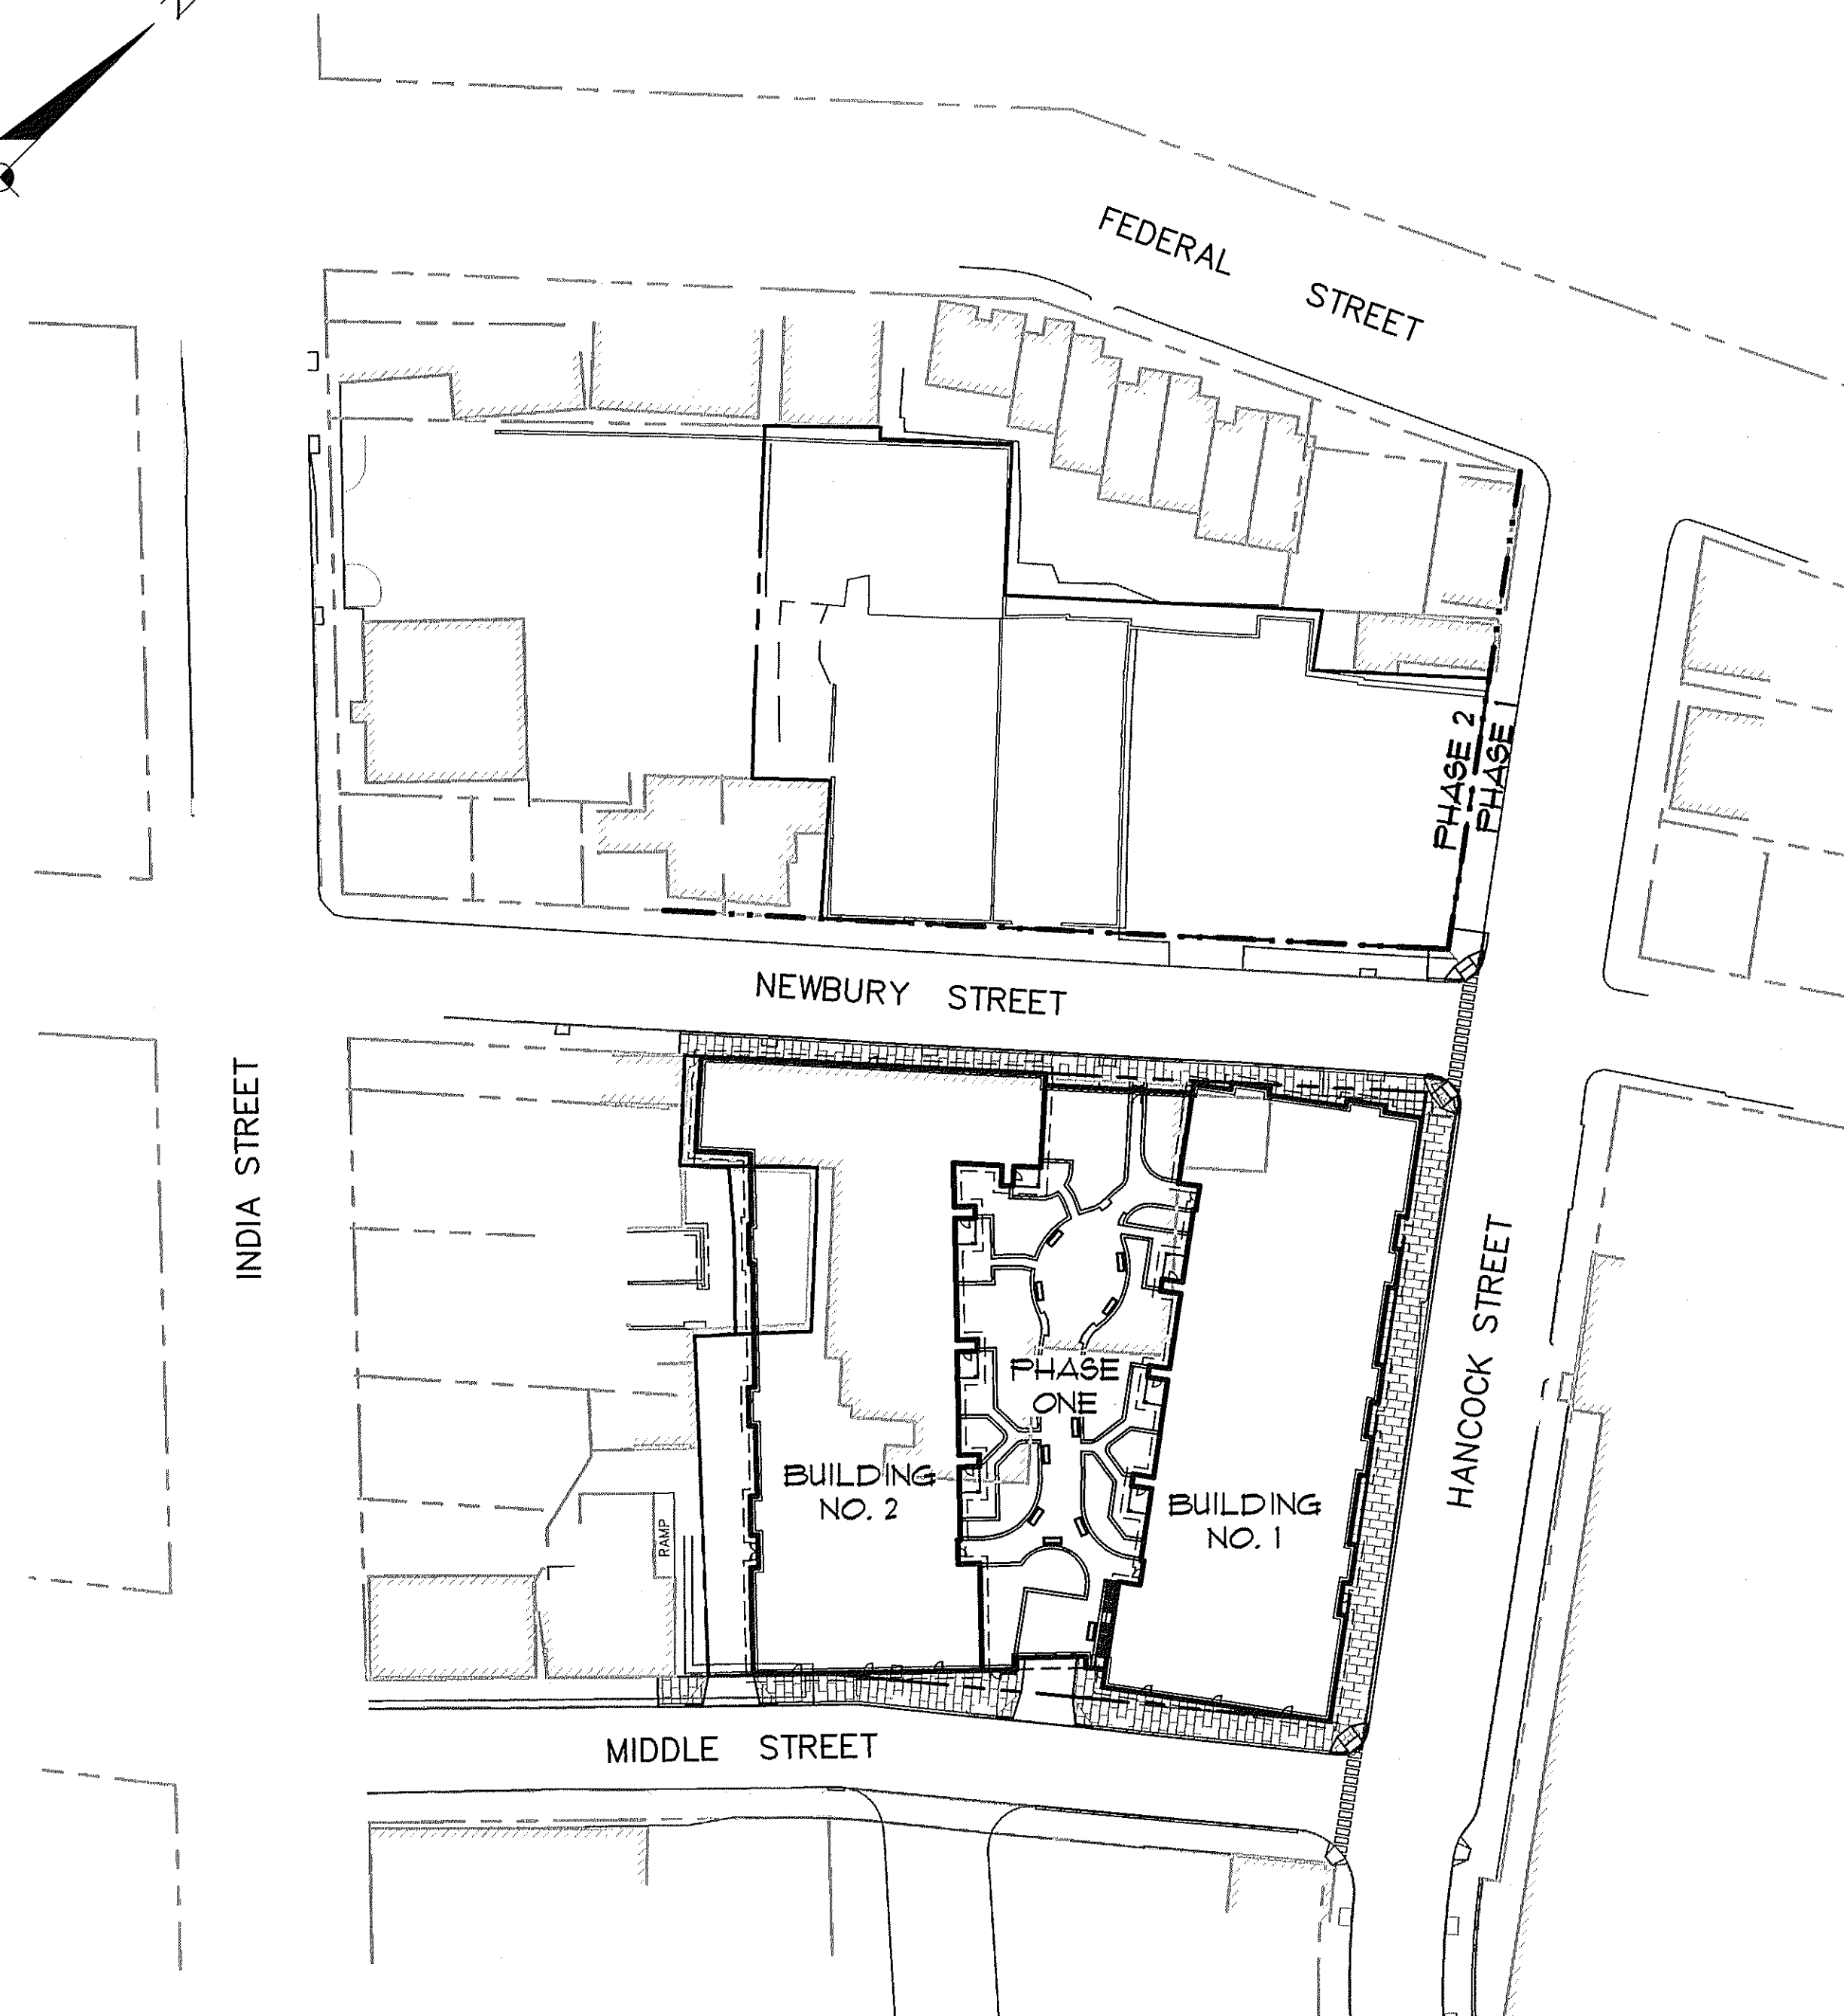 N
FEDERAL STREET
PHASE 2
PHASE 1
NEWBURY STREET
INDIA STREET
HANCOCK STREET
PHASE
ONE
BUILDING
NO. 2
BUILDING
NO. 1
RAMP
MIDDLE STREET